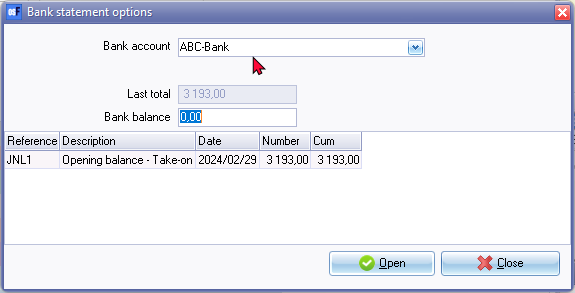 Bank statement options
Bank account ABC-Bank
Last total 3 193,00
Bank balance 0,00
Reference Description Date Number Cum
JNL1 Opening balance - Take-on 2024/02/29 3 193,00 3 193,00
Open Close